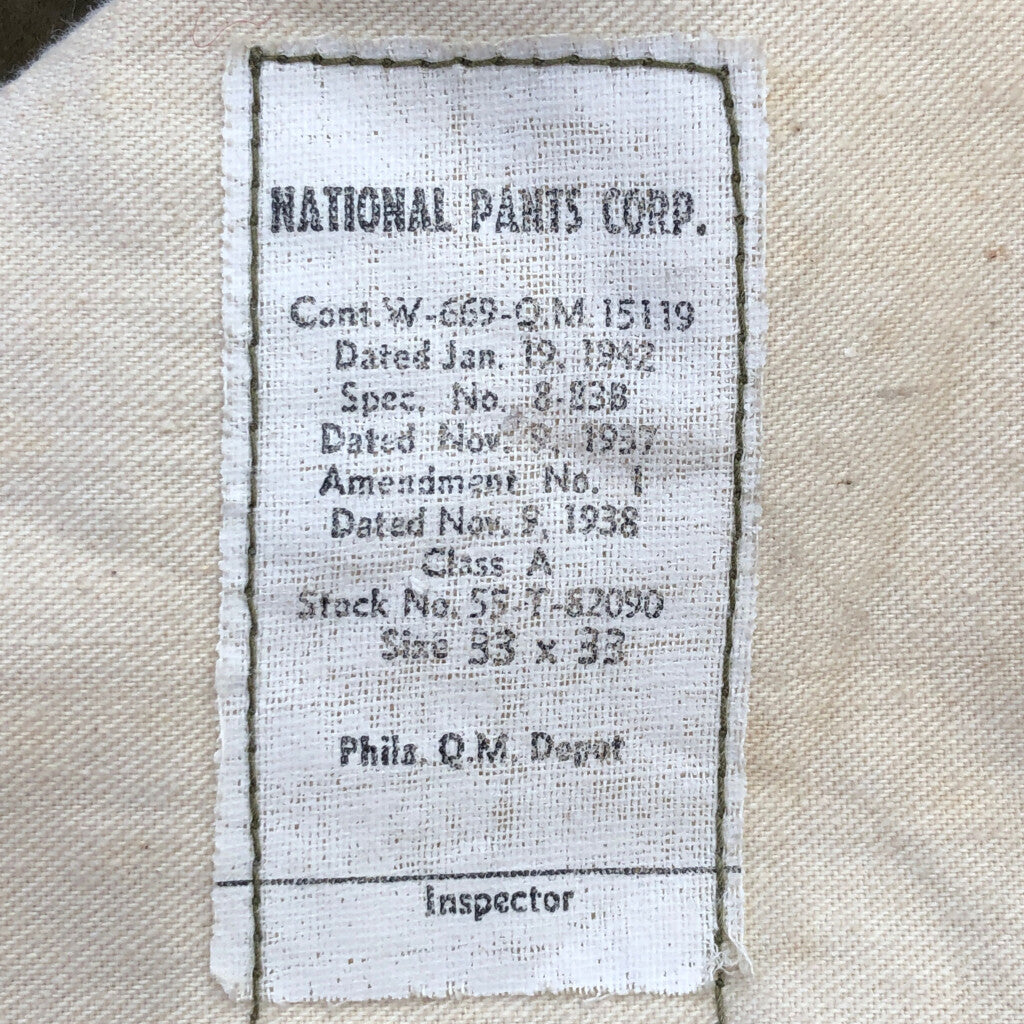 NATIONAL PANTS CORP.
Cont. W-669-Q.M. 15119
Dated Jan. 19, 1942
Spec. No. 8-83B
Dated Nov. 9, 1937
Amendment No. 1
Dated Nov. 9, 1938
Class A
Stock No. 55-T-82090
Size 33 x 33
Phila. Q.M. Depot
Inspector